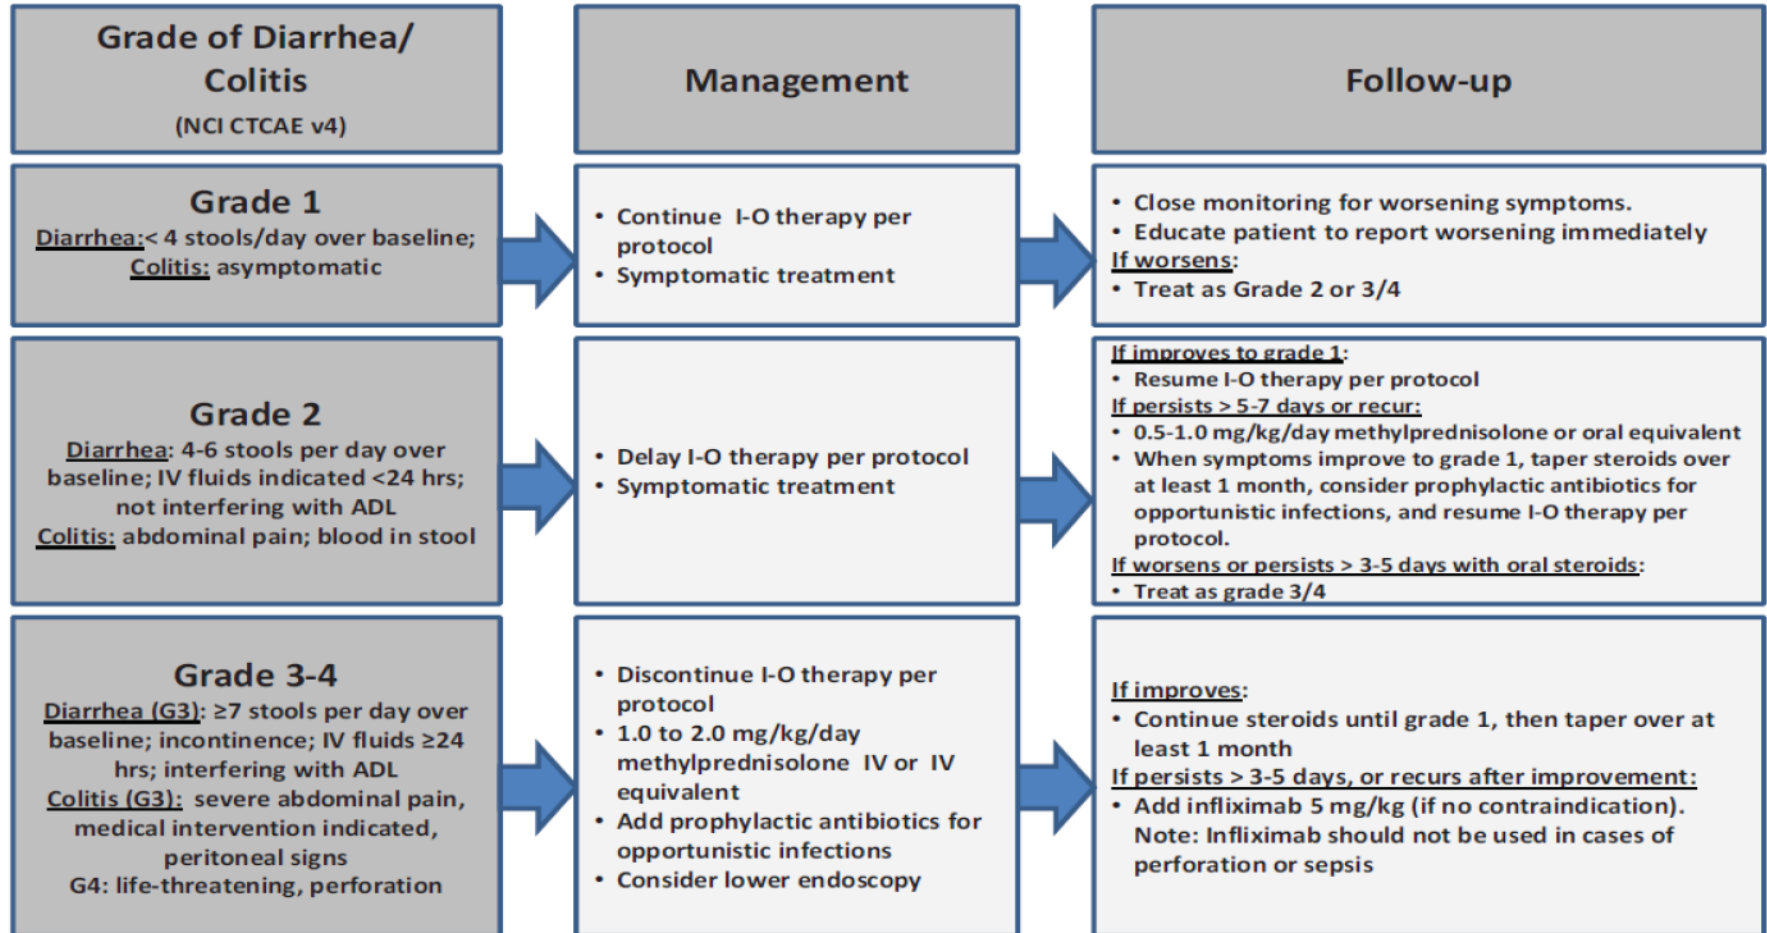 Grade of Diarrhea/
Colitis
(NCI CTCAE v4)
Management
Follow-up
Grade 1
Diarrhea:< 4 stools/day over baseline;
Colitis: asymptomatic
• Continue I-O therapy per
protocol
• Symptomatic treatment
• Close monitoring for worsening symptoms.
• Educate patient to report worsening immediately
If worsens:
• Treat as Grade 2 or 3/4
Grade 2
Diarrhea: 4-6 stools per day over
baseline; IV fluids indicated <24 hrs;
not interfering with ADL
Colitis: abdominal pain; blood in stool
• Delay I-O therapy per protocol
• Symptomatic treatment
If improves to grade 1:
• Resume I-O therapy per protocol
If persists > 5-7 days or recur:
• 0.5-1.0 mg/kg/day methylprednisolone or oral equivalent
• When symptoms improve to grade 1, taper steroids over
at least 1 month, consider prophylactic antibiotics for
opportunistic infections, and resume I-O therapy per
protocol.
If worsens or persists > 3-5 days with oral steroids:
• Treat as grade 3/4
Grade 3-4
Diarrhea (G3): ≥7 stools per day over
baseline; incontinence; IV fluids ≥24
hrs; interfering with ADL
Colitis (G3): severe abdominal pain,
medical intervention indicated,
peritoneal signs
G4: life-threatening, perforation
• Discontinue I-O therapy per
protocol
• 1.0 to 2.0 mg/kg/day
methylprednisolone IV or IV
equivalent
• Add prophylactic antibiotics for
opportunistic infections
• Consider lower endoscopy
If improves:
• Continue steroids until grade 1, then taper over at
least 1 month
If persists > 3-5 days, or recurs after improvement:
• Add infliximab 5 mg/kg (if no contraindication).
Note: Infliximab should not be used in cases of
perforation or sepsis